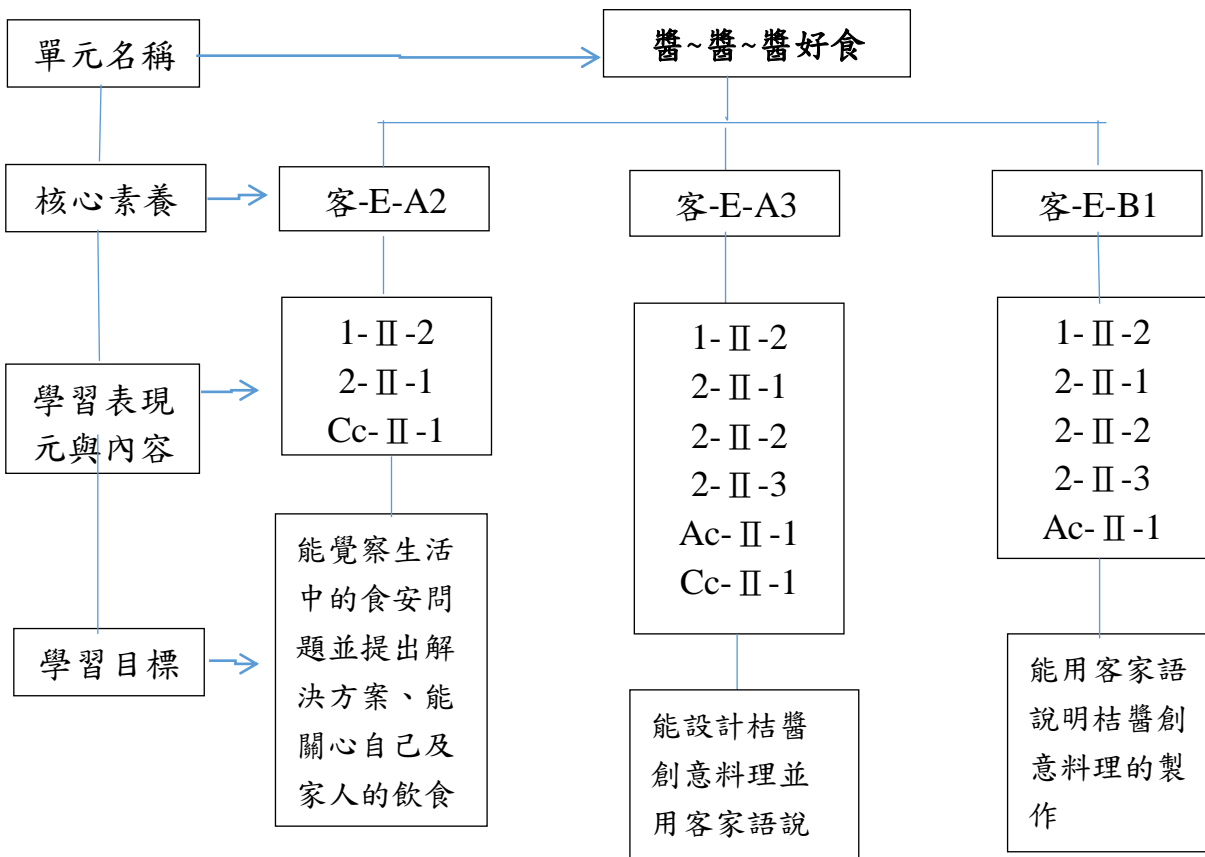 單元名稱
醬~醬~醬好食
核心素養
客-E-A2
客-E-A3
客-E-B1
學習表現
元與內容
1-Ⅱ-2
2-Ⅱ-1
Cc-Ⅱ-1
1-Ⅱ-2
2-Ⅱ-1
2-Ⅱ-2
2-Ⅱ-3
Ac-Ⅱ-1
Cc-Ⅱ-1
1-Ⅱ-2
2-Ⅱ-1
2-Ⅱ-2
2-Ⅱ-3
Ac-Ⅱ-1
學習目標
能覺察生活
中的食安問
題並提出解
決方案、能
關心自己及
家人的飲食
能設計桔醬
創意料理並
用客家語說
能用客家語
說明桔醬創
意料理的製
作